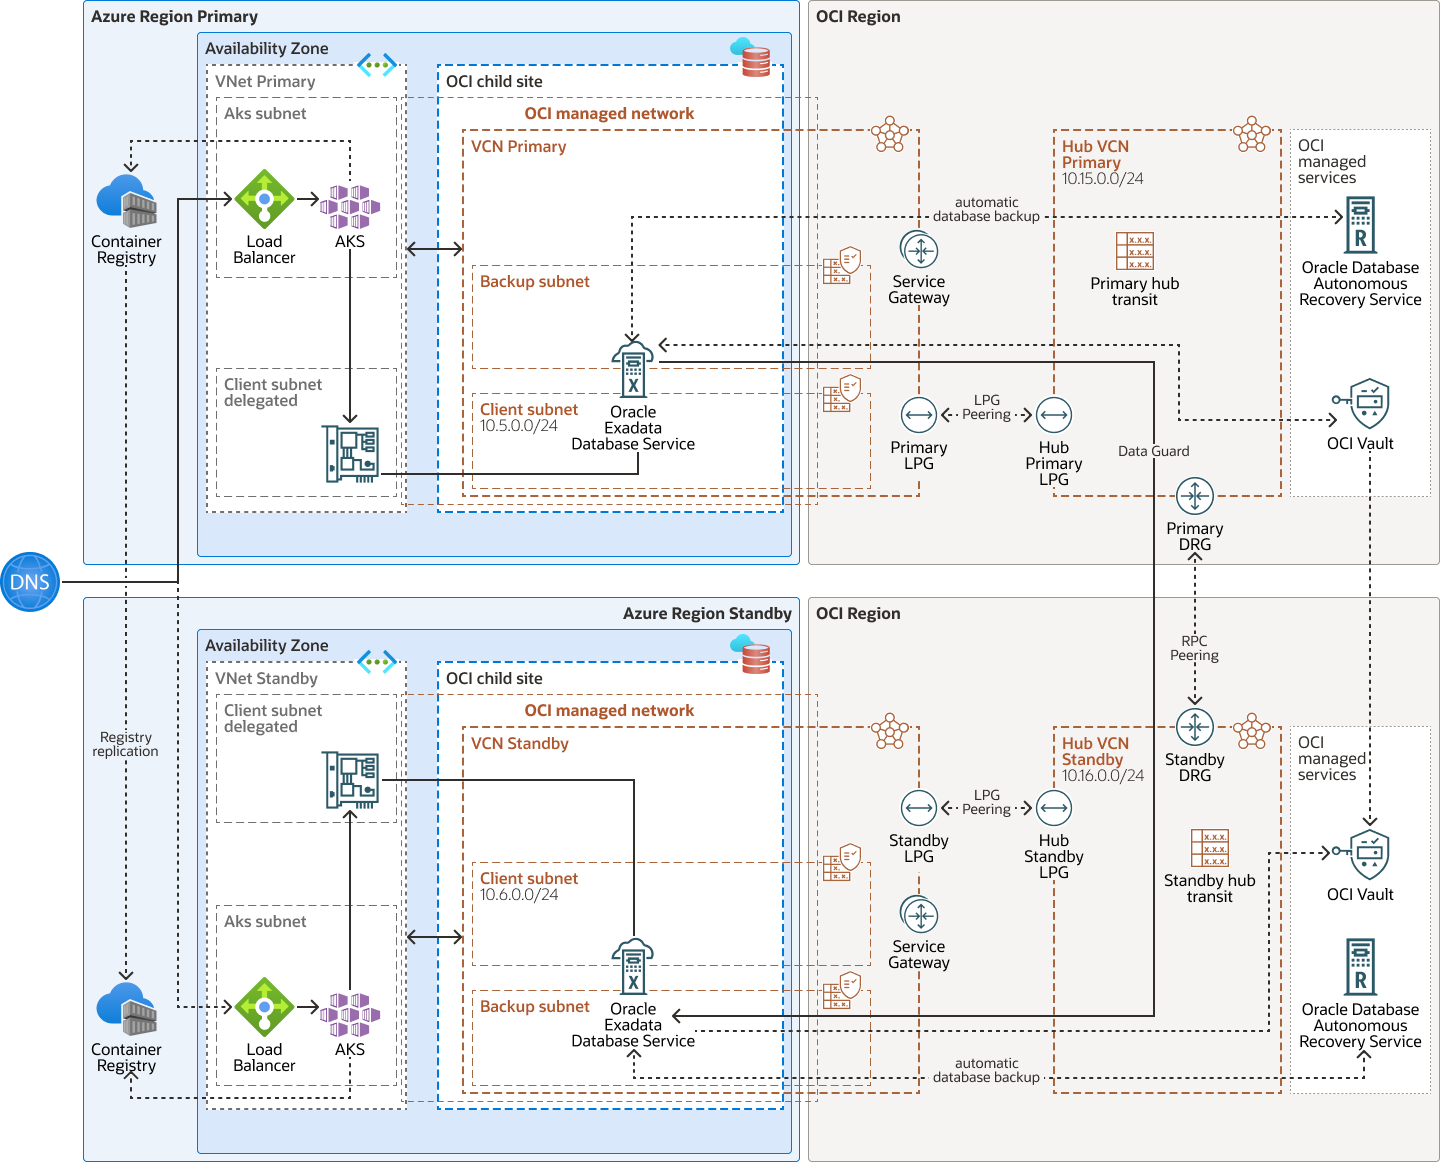 Azure Region Primary
Availability Zone
VNet Primary
Aks subnet
Container
Registry
Load
Balancer
AKS
Client subnet
delegated
OCI child site
OCI managed network
VCN Primary
Backup subnet
Client subnet
10.5.0.0/24
Oracle
Exadata
Database Service
OCI Region
automatic
database backup
Service
Gateway
Primary
LPG
LPG
Peering
Hub
Primary
LPG
Hub VCN
Primary
10.15.0.0/24
Primary hub
transit
Data Guard
Primary
DRG
OCI
managed
services
R
Oracle Database
Autonomous
Recovery Service
OCI Vault
X
x.x.x.
x.x.x.
x.x.x.
DNS
Registry
replication
RPC
Peering
Azure Region Standby
Availability Zone
VNet Standby
Client subnet
delegated
Aks subnet
Container
Registry
Load
Balancer
AKS
OCI child site
OCI managed network
VCN Standby
Client subnet
10.6.0.0/24
Backup subnet
X
Oracle
Exadata
Database Service
OCI Region
Standby
LPG
LPG
Peering
Hub
Standby
LPG
Service
Gateway
automatic
database backup
Hub VCN
Standby
10.16.0.0/24
Standby
DRG
x.x.x.
x.x.x.
x.x.x.
Standby hub
transit
OCI
managed
services
OCI Vault
R
Oracle Database
Autonomous
Recovery Service